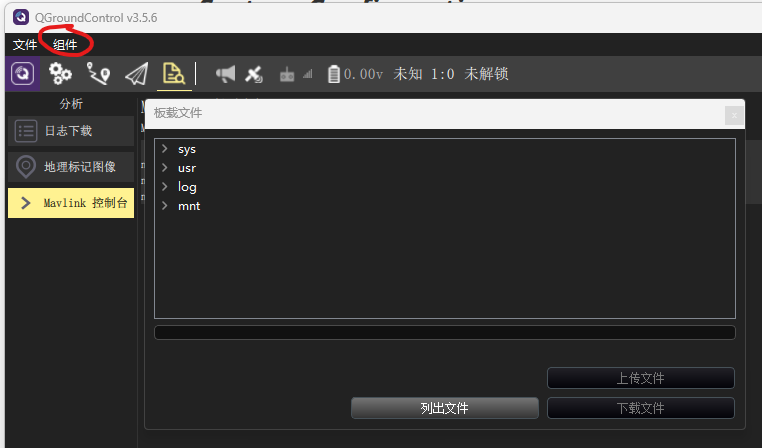 QGroundControl v3.5.6
文件 组件
0.00v 未知 1:0 未解锁
分析
日志下载
地理标记图像
Mavlink 控制台
板载文件
sys
usr
log
mnt
上传文件
列出文件 下载文件